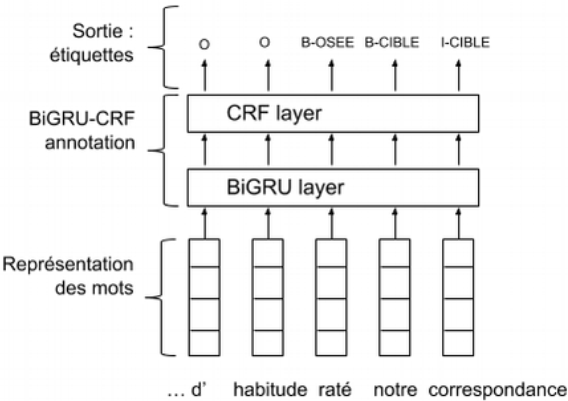 Sortie :
étiquettes
O O B-OSEE B-CIBLE I-CIBLE
BiGRU-CRF
annotation
CRF layer
BiGRU layer
Représentation
des mots
... d' habitude raté notre correspondance